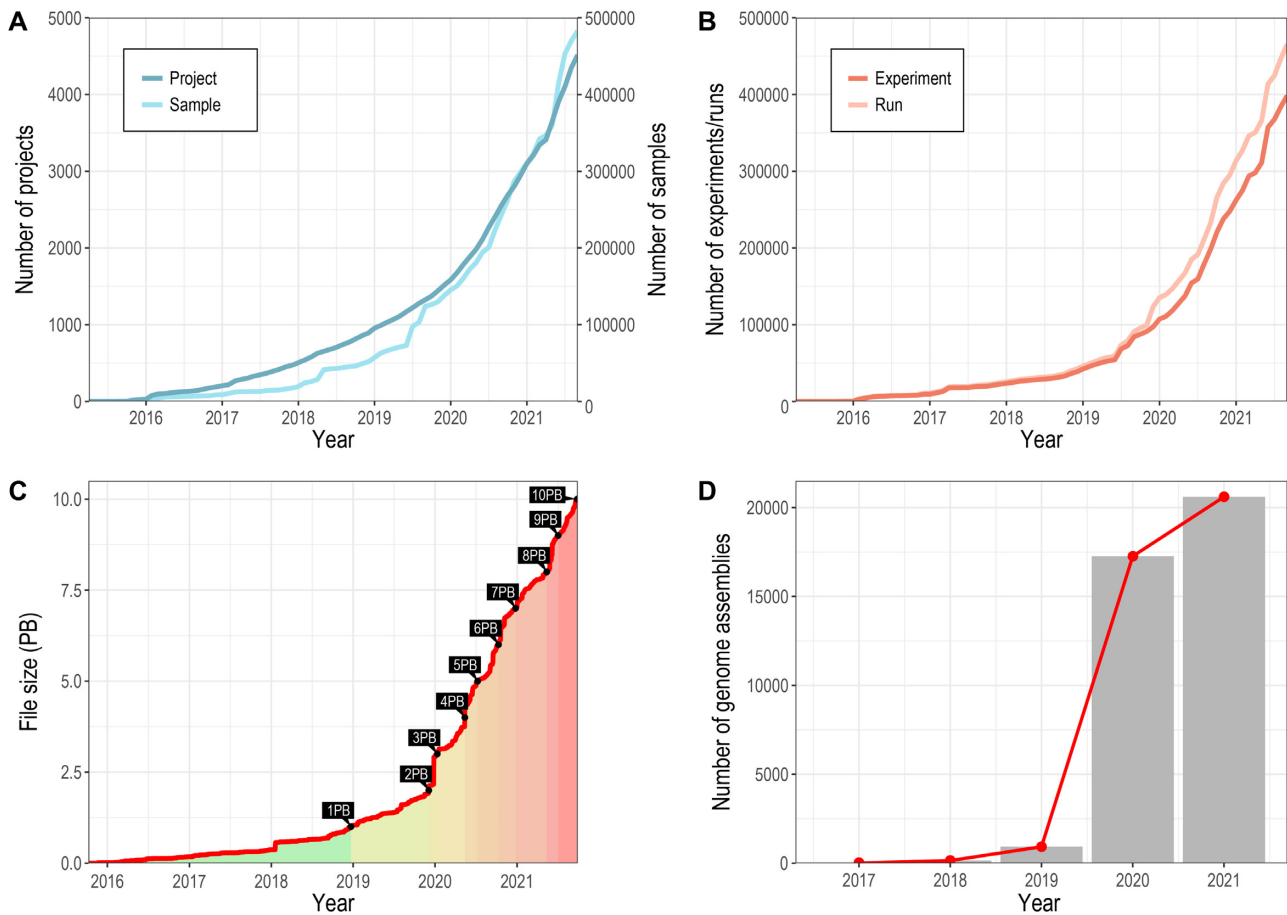 A
Number of projects
5000
4000
3000
2000
1000
0
Project
Sample
500000
400000
300000
200000
100000
0
Number of samples
2016
2017
2018
2019
2020
2021
Year
B
Number of experiments/runs
500000
400000
300000
200000
100000
0
Experiment
Run
2016
2017
2018
2019
2020
2021
Year
C
File size (PB)
10.0
7.5
5.0
2.5
0.0
10PB
9PB
8PB
7PB
6PB
5PB
4PB
3PB
2PB
1PB
2016
2017
2018
2019
2020
2021
Year
D
Number of genome assemblies
20000
15000
10000
5000
0
2017
2018
2019
2020
2021
Year